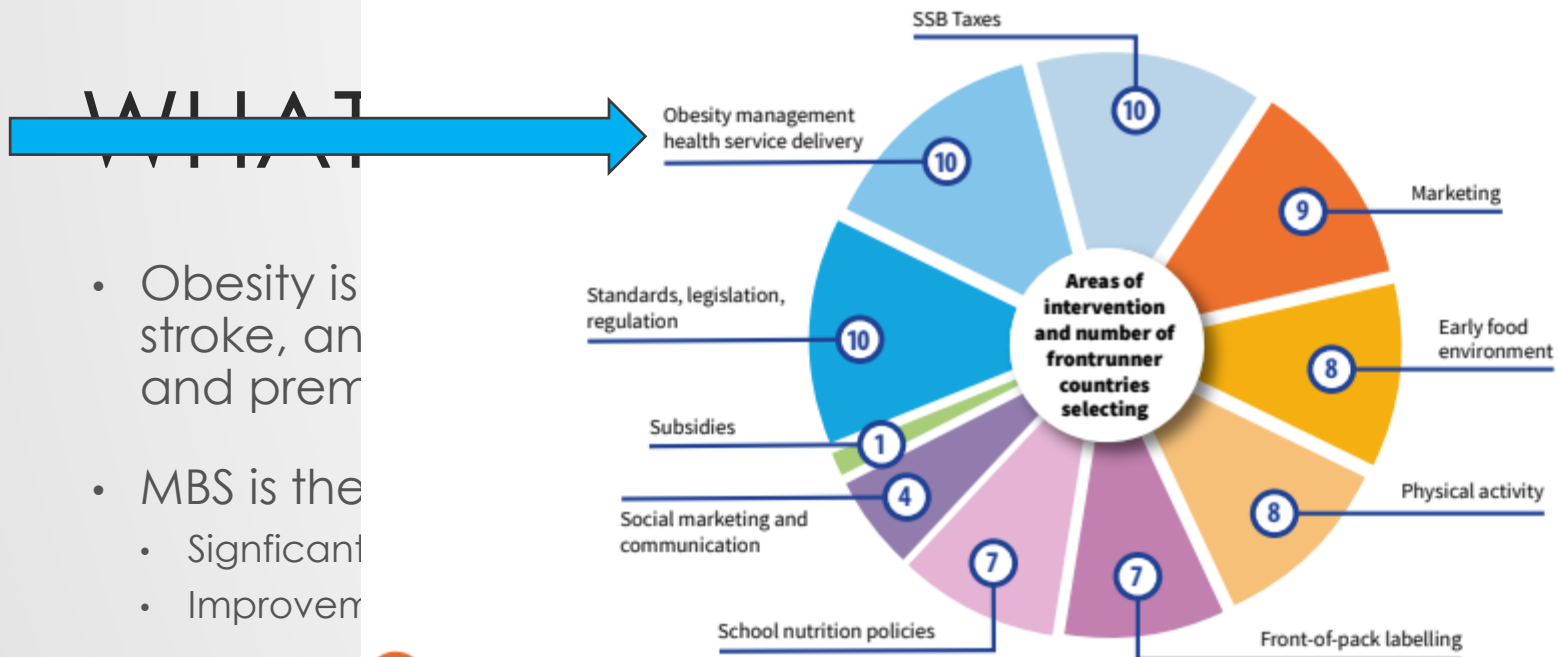 WHAT
• Obesity is
stroke, an
and prem
• MBS is the
• Signficant
• Improvem
SSB Taxes
10
Obesity management
health service delivery
10
Marketing
9
Standards, legislation,
regulation
10
Areas of
intervention
and number of
frontrunner
countries
selecting
Early food
environment
8
Subsidies
1
Physical activity
8
4
Social marketing and
communication
7
School nutrition policies
7
Front-of-pack labelling